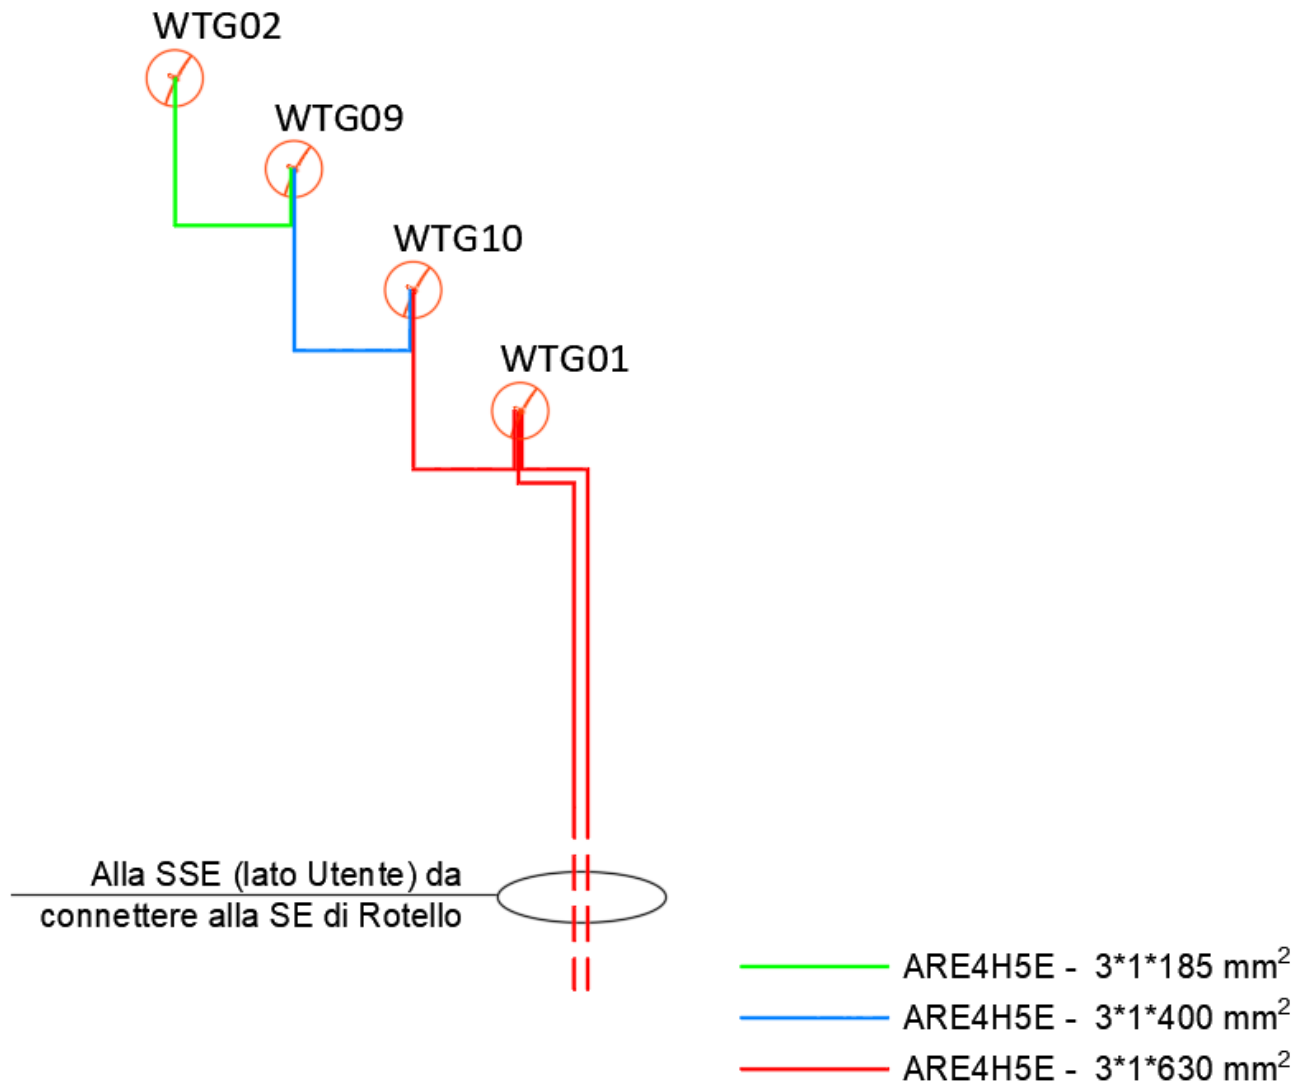 WTG02
WTG09
WTG10
WTG01
Alla SSE (lato Utente) da
connettere alla SE di Rotello
ARE4H5E - 3*1*185 mm²
ARE4H5E - 3*1*400 mm²
ARE4H5E - 3*1*630 mm²